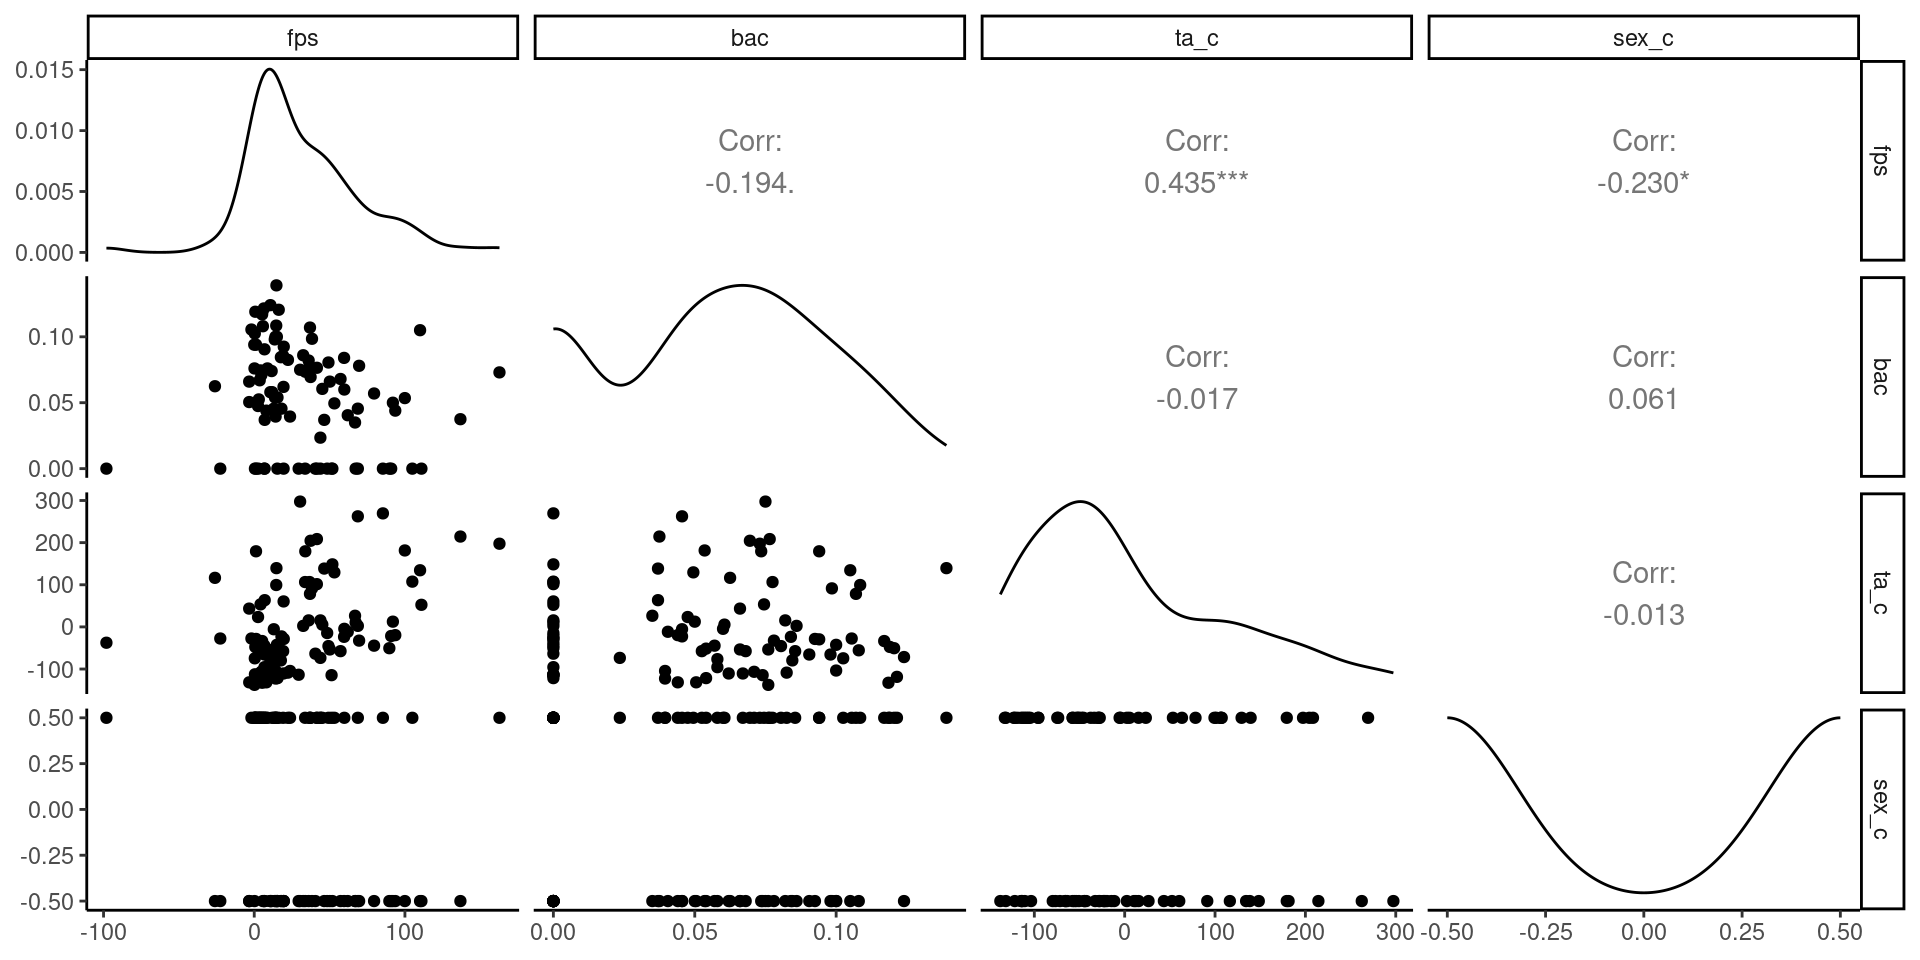 fps
bac
ta_c
sex_c
0.015
0.010
0.005
0.000
Corr:
-0.194.
Corr:
0.435***
Corr:
-0.230*
fps
0.10
0.05
0.00
Corr:
-0.017
Corr:
0.061
bac
300
200
100
0
-100
Corr:
-0.013
ta_c
0.50
0.25
0.00
-0.25
-0.50
sex_c
-100 0 100
0.00 0.05 0.10
-100 0 100 200 300
-0.50 -0.25 0.00 0.25 0.50